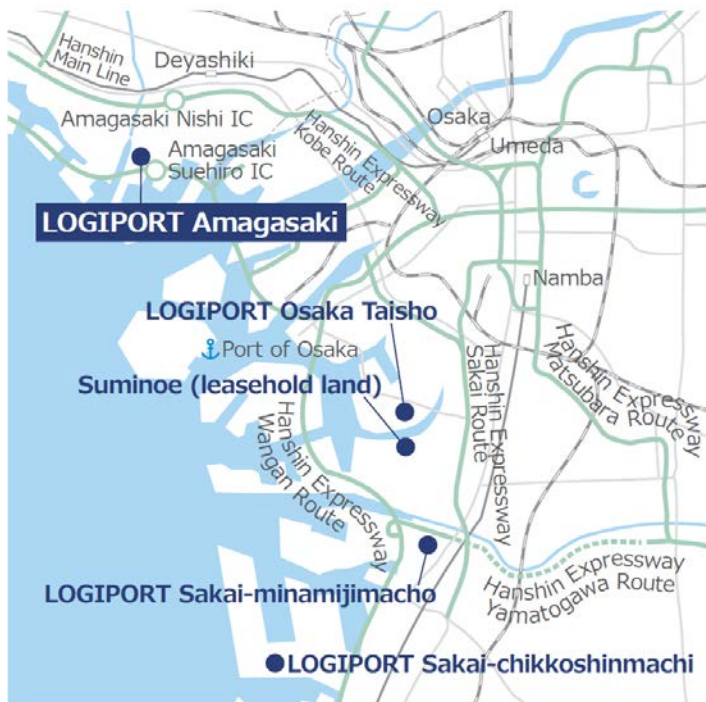 Hanshin
Main Line
Deyashiki
Amagasaki Nishi IC
Osaka
Umeda
Hanshin Expressway
Kobe Route
Amagasaki
Suehiro IC
LOGIPORT Amagasaki
Namba
LOGIPORT Osaka Taisho
Port of Osaka
Suminoe (leasehold land)
Hanshin Expressway
Sakai Route
Hanshin Expressway
Matsubara Route
Hanshin Expressway
Wangan Route
Hanshin Expressway
Yamatogawa Route
LOGIPORT Sakai-minamijimacho
LOGIPORT Sakai-chikkoshinmachi